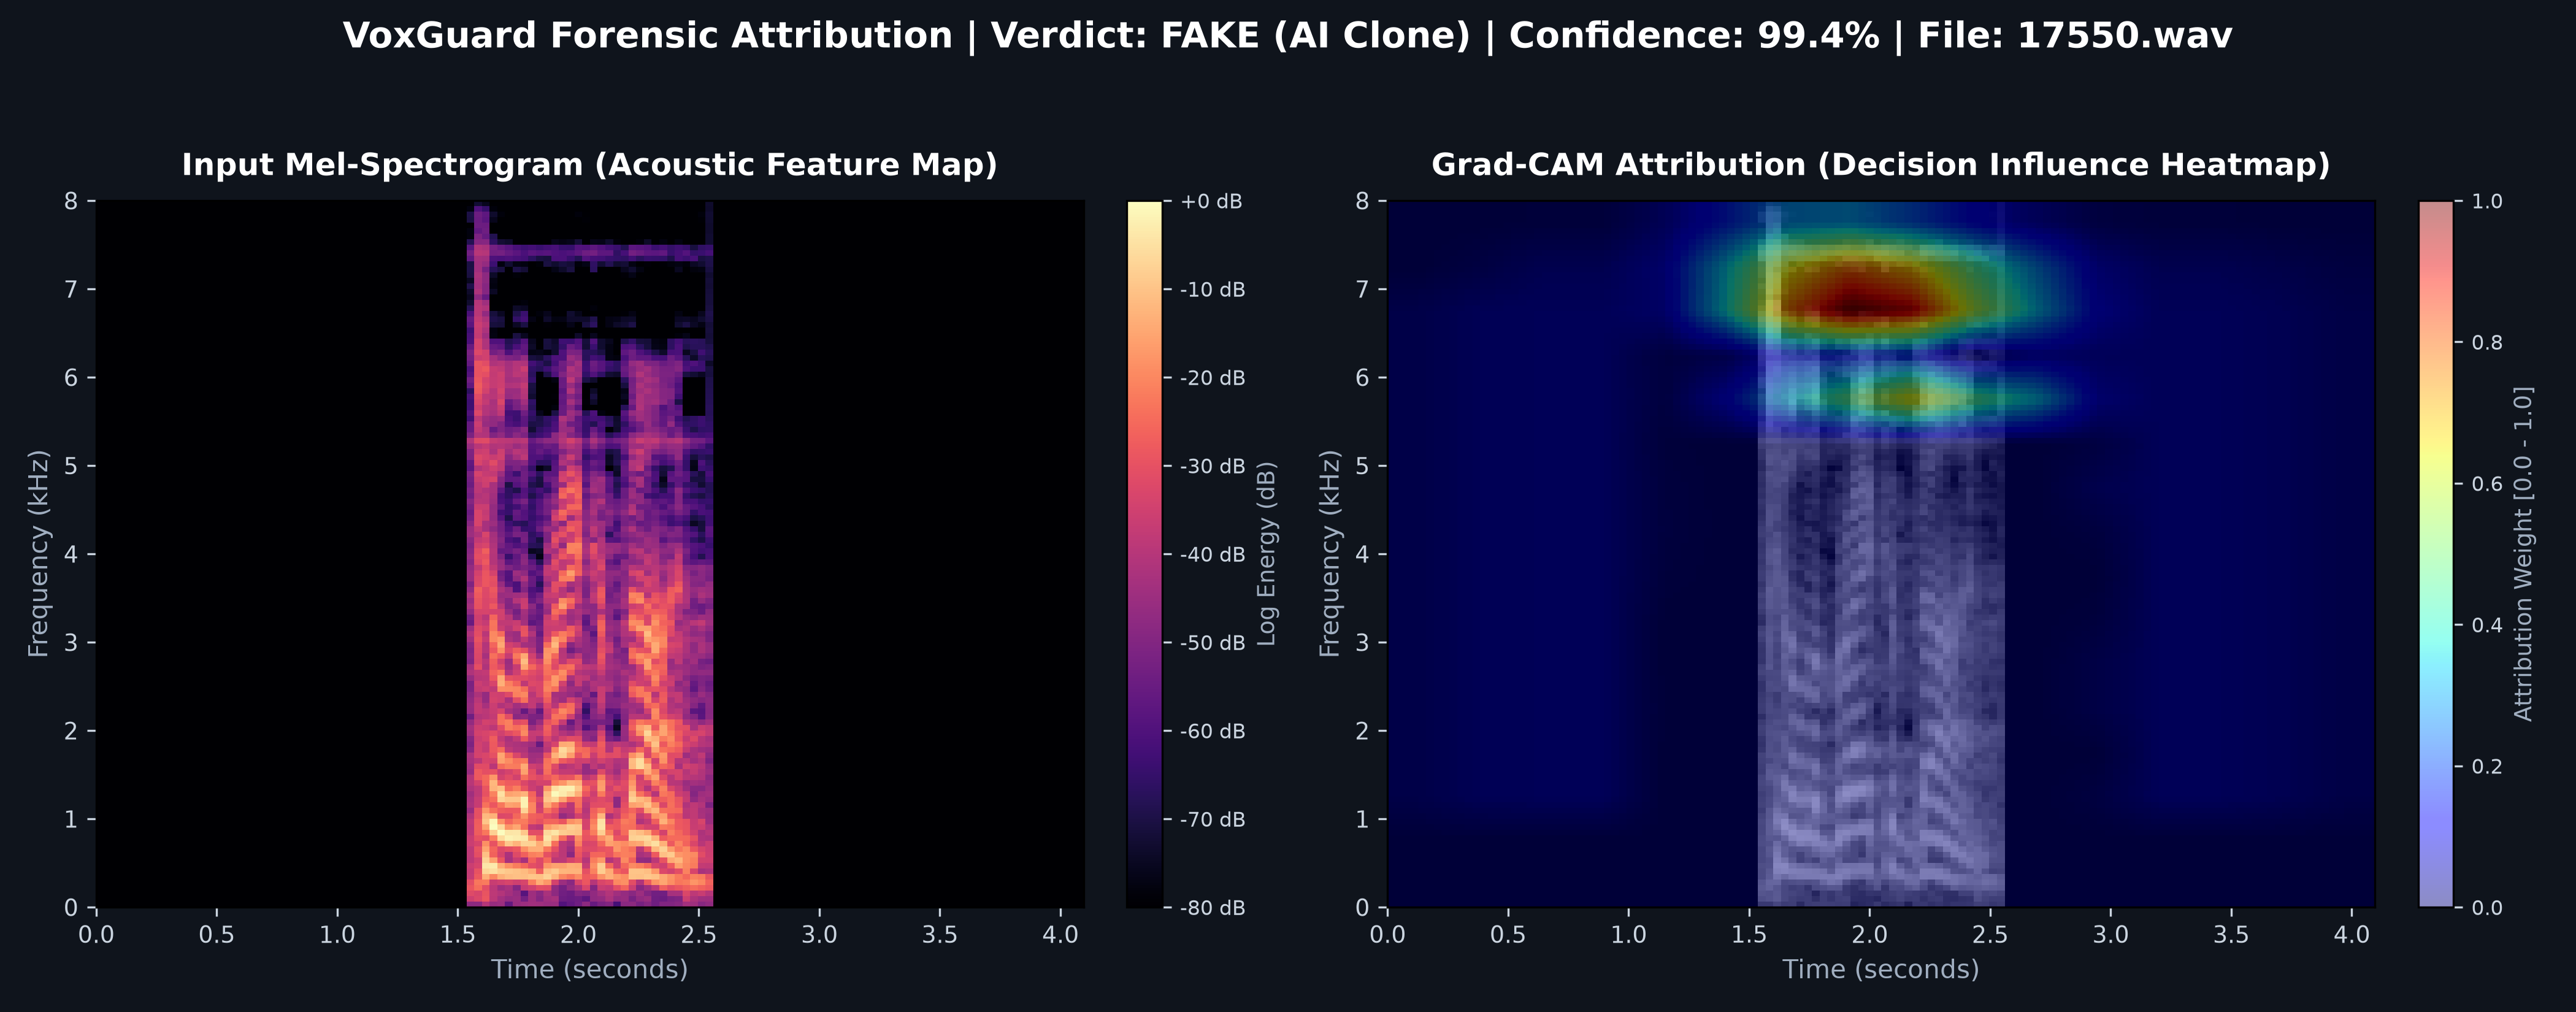 VoxGuard Forensic Attribution | Verdict: FAKE (AI Clone) | Confidence: 99.4% | File: 17550.wav
Input Mel-Spectrogram (Acoustic Feature Map)
Frequency (kHz)
8
7
6
5
4
3
2
1
0
0.0 0.5 1.0 1.5 2.0 2.5 3.0 3.5 4.0
Time (seconds)
+0 dB
-10 dB
-20 dB
-30 dB
-40 dB
-50 dB
-60 dB
-70 dB
-80 dB
Log Energy (dB)
Grad-CAM Attribution (Decision Influence Heatmap)
Frequency (kHz)
8
7
6
5
4
3
2
1
0
0.0 0.5 1.0 1.5 2.0 2.5 3.0 3.5 4.0
Time (seconds)
1.0
0.8
0.6
0.4
0.2
0.0
Attribution Weight [0.0 - 1.0]